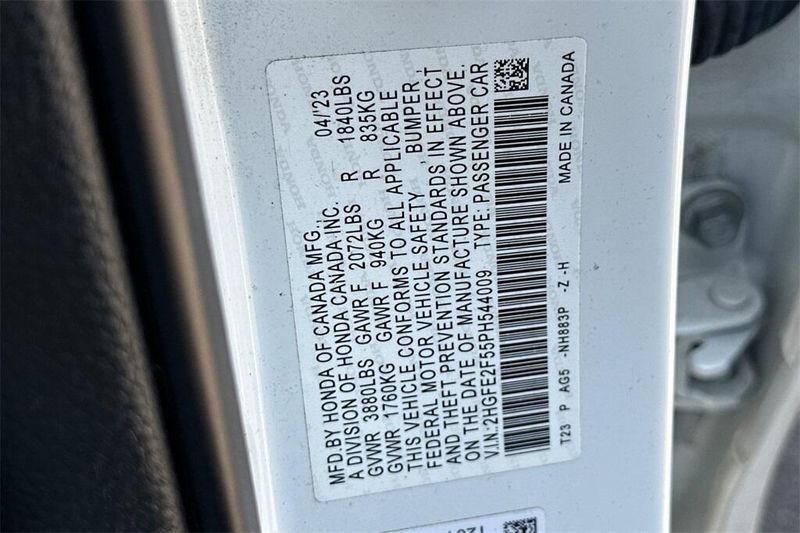 MFD.BY HONDA OF CANADA MFG., 04/'23
A DIVISION OF HONDA CANADA INC.
GVWR 3880LBS GAWR F 2072LBS R 1840LBS
GVWR 1760KG GAWR F 940KG R 835KG
THIS VEHICLE CONFORMS TO ALL APPLICABLE
FEDERAL MOTOR VEHICLE SAFETY , BUMPER
AND THEFT PREVENTION STANDARDS IN EFFECT
ON THE DATE OF MANUFACTURE SHOWN ABOVE.
V.I.N:2HGFE2F55PH544009 TYPE: PASSENGER CAR
T23 P AG5 -NH883P -Z -H MADE IN CANADA